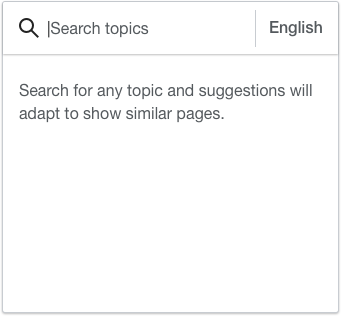 Search topics English
Search for any topic and suggestions will
adapt to show similar pages.